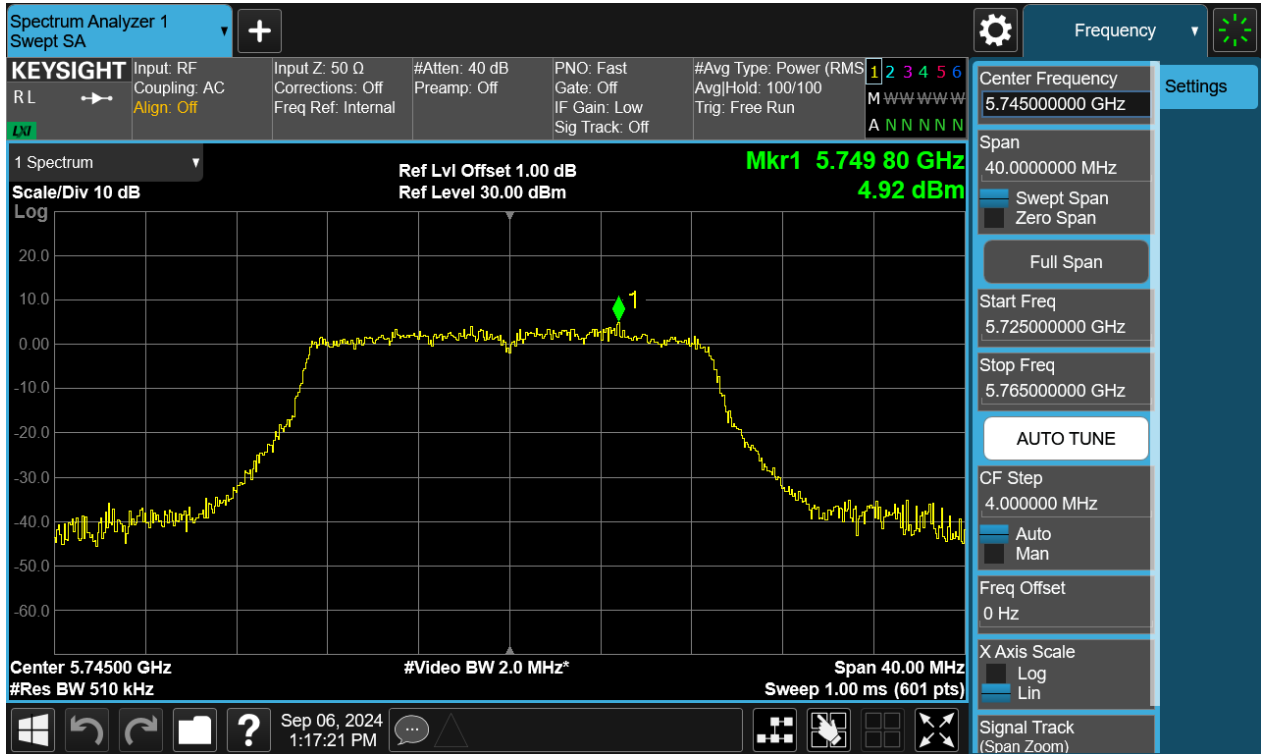 Spectrum Analyzer 1
Swept SA
Frequency
KEYSIGHT
R L
LXI
Input: RF
Coupling: AC
Align: Off
Input Z: 50 Ω
Corrections: Off
Freq Ref: Internal
#Atten: 40 dB
Preamp: Off
PNO: Fast
Gate: Off
IF Gain: Low
Sig Track: Off
#Avg Type: Power (RMS
Avg|Hold: 100/100
Trig: Free Run
1 2 3 4 5 6
M W W W W W
A N N N N N
1 Spectrum
Scale/Div 10 dB
Log
Ref Lvl Offset 1.00 dB
Ref Level 30.00 dBm
Mkr1 5.749 80 GHz
4.92 dBm
20.0
10.0
0.00
-10.0
-20.0
-30.0
-40.0
-50.0
-60.0
1
Center 5.74500 GHz
#Res BW 510 kHz
#Video BW 2.0 MHz*
Span 40.00 MHz
Sweep 1.00 ms (601 pts)
Center Frequency
5.745000000 GHz
Span
40.0000000 MHz
Swept Span
Zero Span
Full Span
Start Freq
5.725000000 GHz
Stop Freq
5.765000000 GHz
AUTO TUNE
CF Step
4.000000 MHz
Auto
Man
Freq Offset
0 Hz
X Axis Scale
Log
Lin
Signal Track
(Span Zoom)
Settings
?
Sep 06, 2024
1:17:21 PM